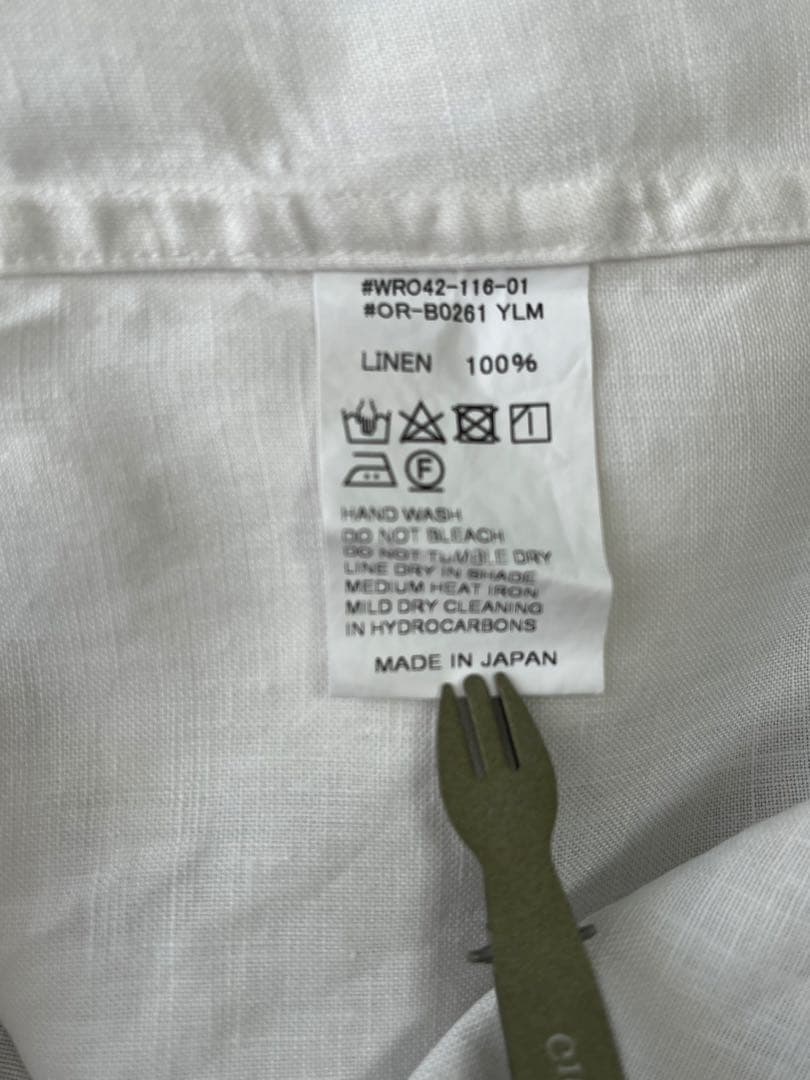 #WRO42-116-01
#OR-B0261 YLM
LINEN 100%
F
HAND WASH
DO NOT BLEACH
DO NOT TUMBLE DRY
LINE DRY IN SHADE
MEDIUM HEAT IRON
MILD DRY CLEANING
IN HYDROCARBONS
MADE IN JAPAN